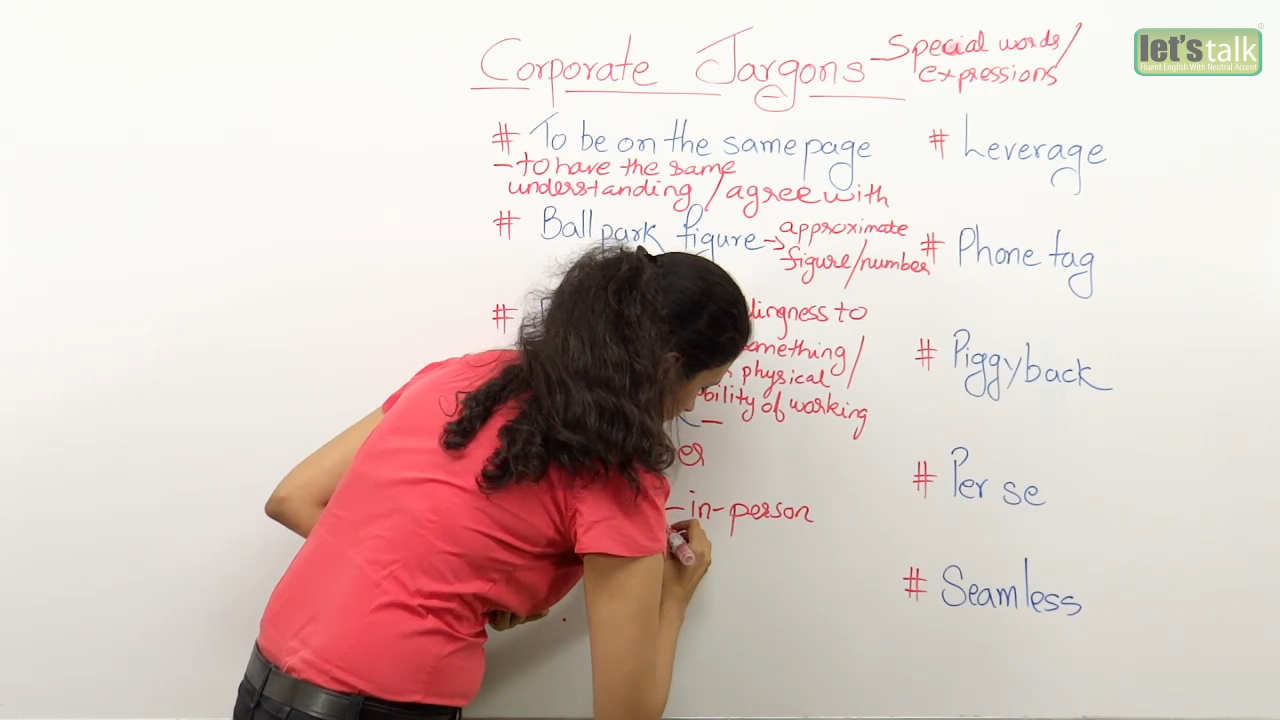 Corporate Jargons - Special words/
expressions
# To be on the same page
- to have the same
understanding / agree with
# Ball park figure → approximate
figure/number
#
to
something/
physical
of working
- in-person
# Leverage
# Phone tag
# Piggyback
# Per se
# Seamless
let's talk
Fluent English With Neutral Accent